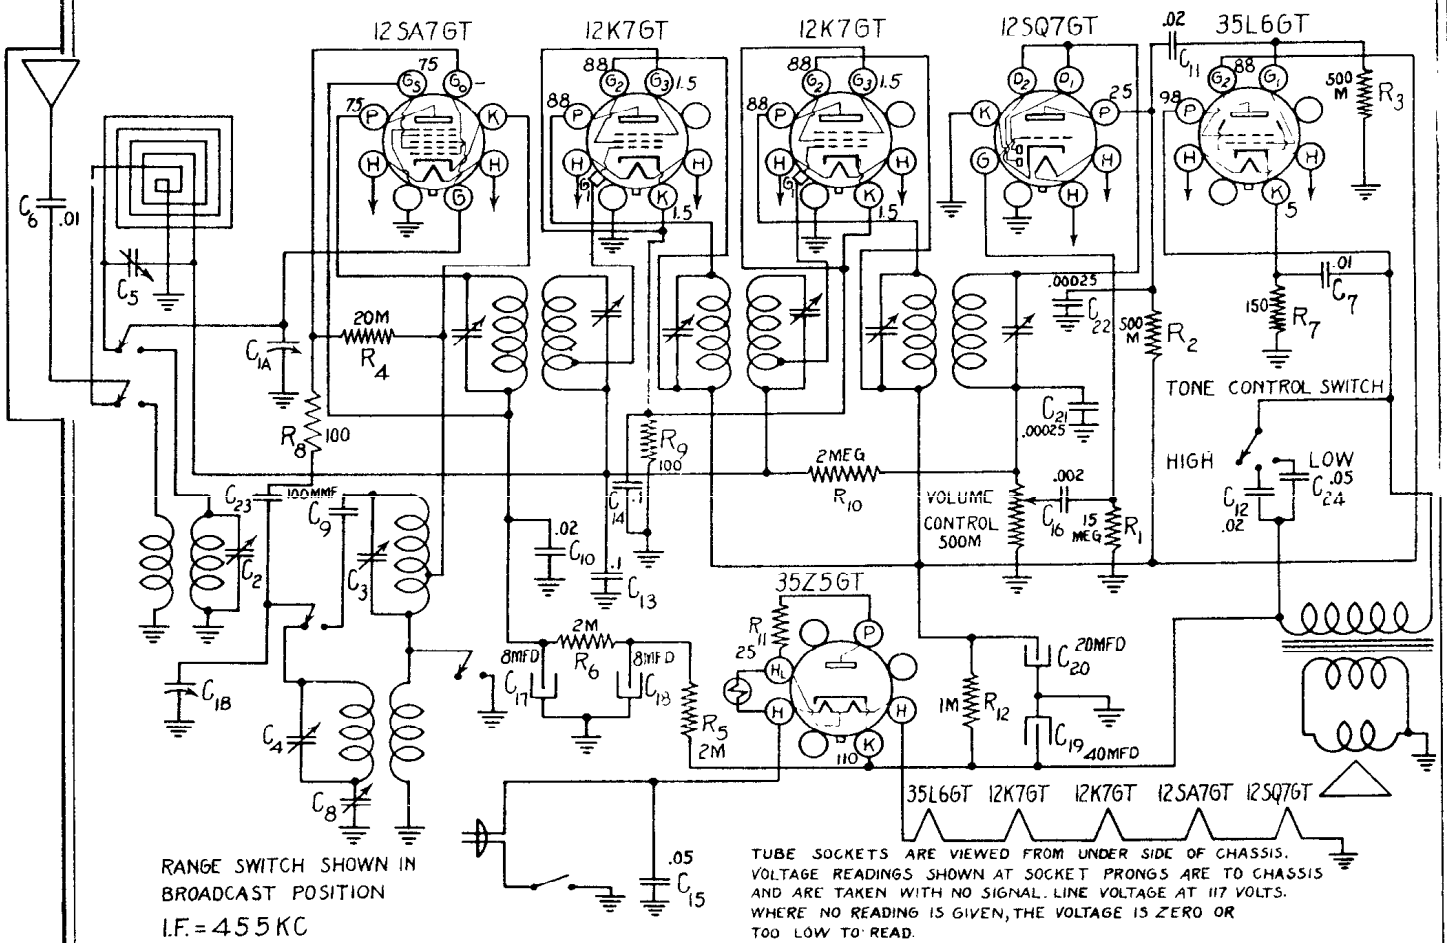 12SA7GT 12K7GT 12K7GT 12SQ7GT 35L6GT
.02
C11
75
88
88
88
G5 G0 –
G2 G3 1.5
G2 G3 1.5
D2 D1
G2 G1
75 P K
88 P
88 P
K P 25
98 P
500 M
R3
H H
H H
H H
G H
H H
G
G1 K 1.5
G1 K 1.5
H
K 5
C6 .01
C5
C1A
20M
R4
.00025
C22
500 M
R2
150
R7
.01
C7
TONE CONTROL SWITCH
HIGH LOW
C12 .02
.05 C24
R8 100
R9 100
C14 .1
2MEG
R10
C21 .00025
VOLUME CONTROL 500M
.002
C16
15 MEG
R1
C23 100MMF
C9
C2
C3
.02
C10
.1
C13
35Z5GT
R11
25
P
HL
H H
K
110
2M
R6
8MFD
C17
8MFD
C18
R5
2M
1M
R12
C20 20MFD
C19 40MFD
C1B
C4
C8
.05
C15
35L6GT 12K7GT 12K7GT 12SA7GT 12SQ7GT
RANGE SWITCH SHOWN IN
BROADCAST POSITION
I.F. = 455KC
TUBE SOCKETS ARE VIEWED FROM UNDER SIDE OF CHASSIS.
VOLTAGE READINGS SHOWN AT SOCKET PRONGS ARE TO CHASSIS
AND ARE TAKEN WITH NO SIGNAL. LINE VOLTAGE AT 117 VOLTS.
WHERE NO READING IS GIVEN, THE VOLTAGE IS ZERO OR
TOO LOW TO READ.